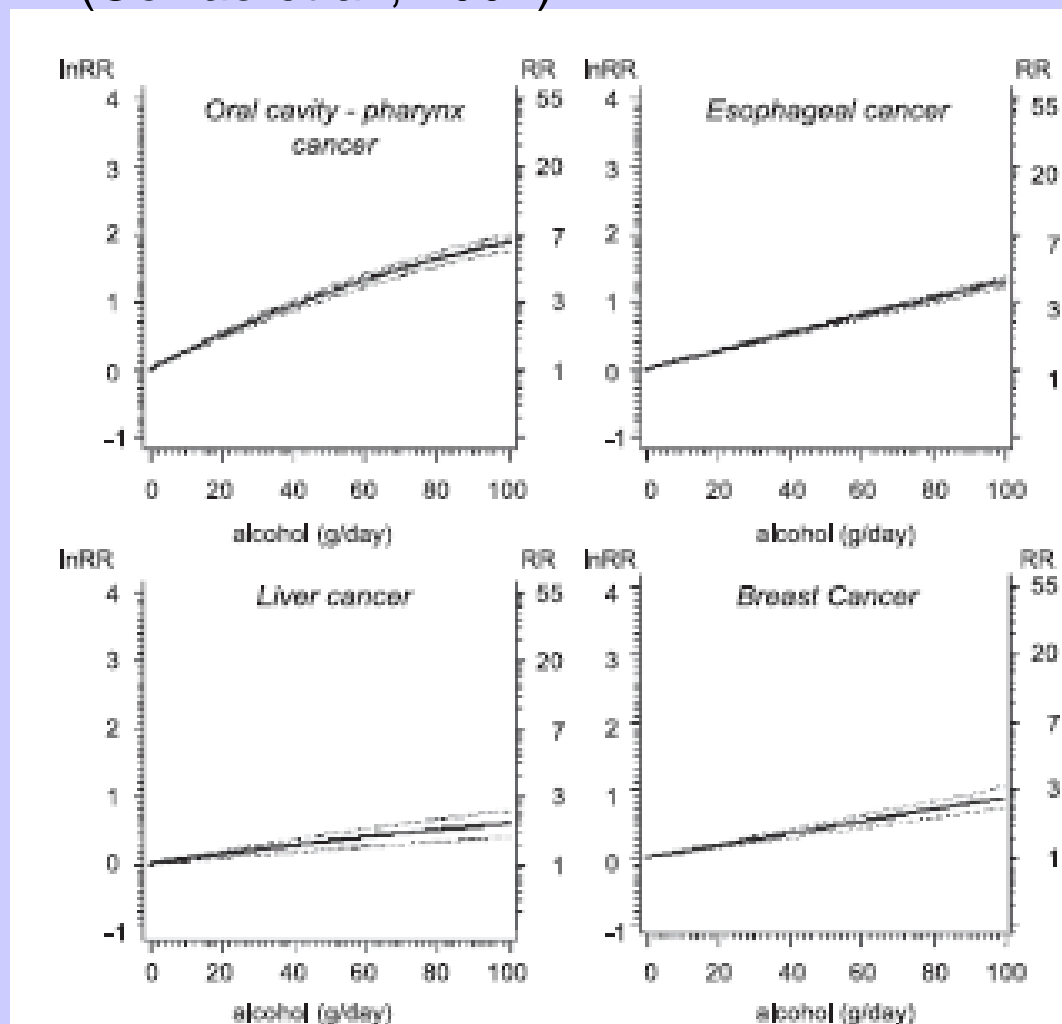 lnRR RR
Oral cavity - pharynx
cancer
4 55
3 20
2 7
1 3
0 1
-1
0 20 40 60 80 100
alcohol (g/day)
lnRR RR
Esophageal cancer
4 55
3 20
2 7
1 3
0 1
-1
0 20 40 60 80 100
alcohol (g/day)
lnRR RR
Liver cancer
4 55
3 20
2 7
1 3
0 1
-1
0 20 40 60 80 100
alcohol (g/day)
lnRR RR
Breast Cancer
4 55
3 20
2 7
1 3
0 1
-1
0 20 40 60 80 100
alcohol (g/day)